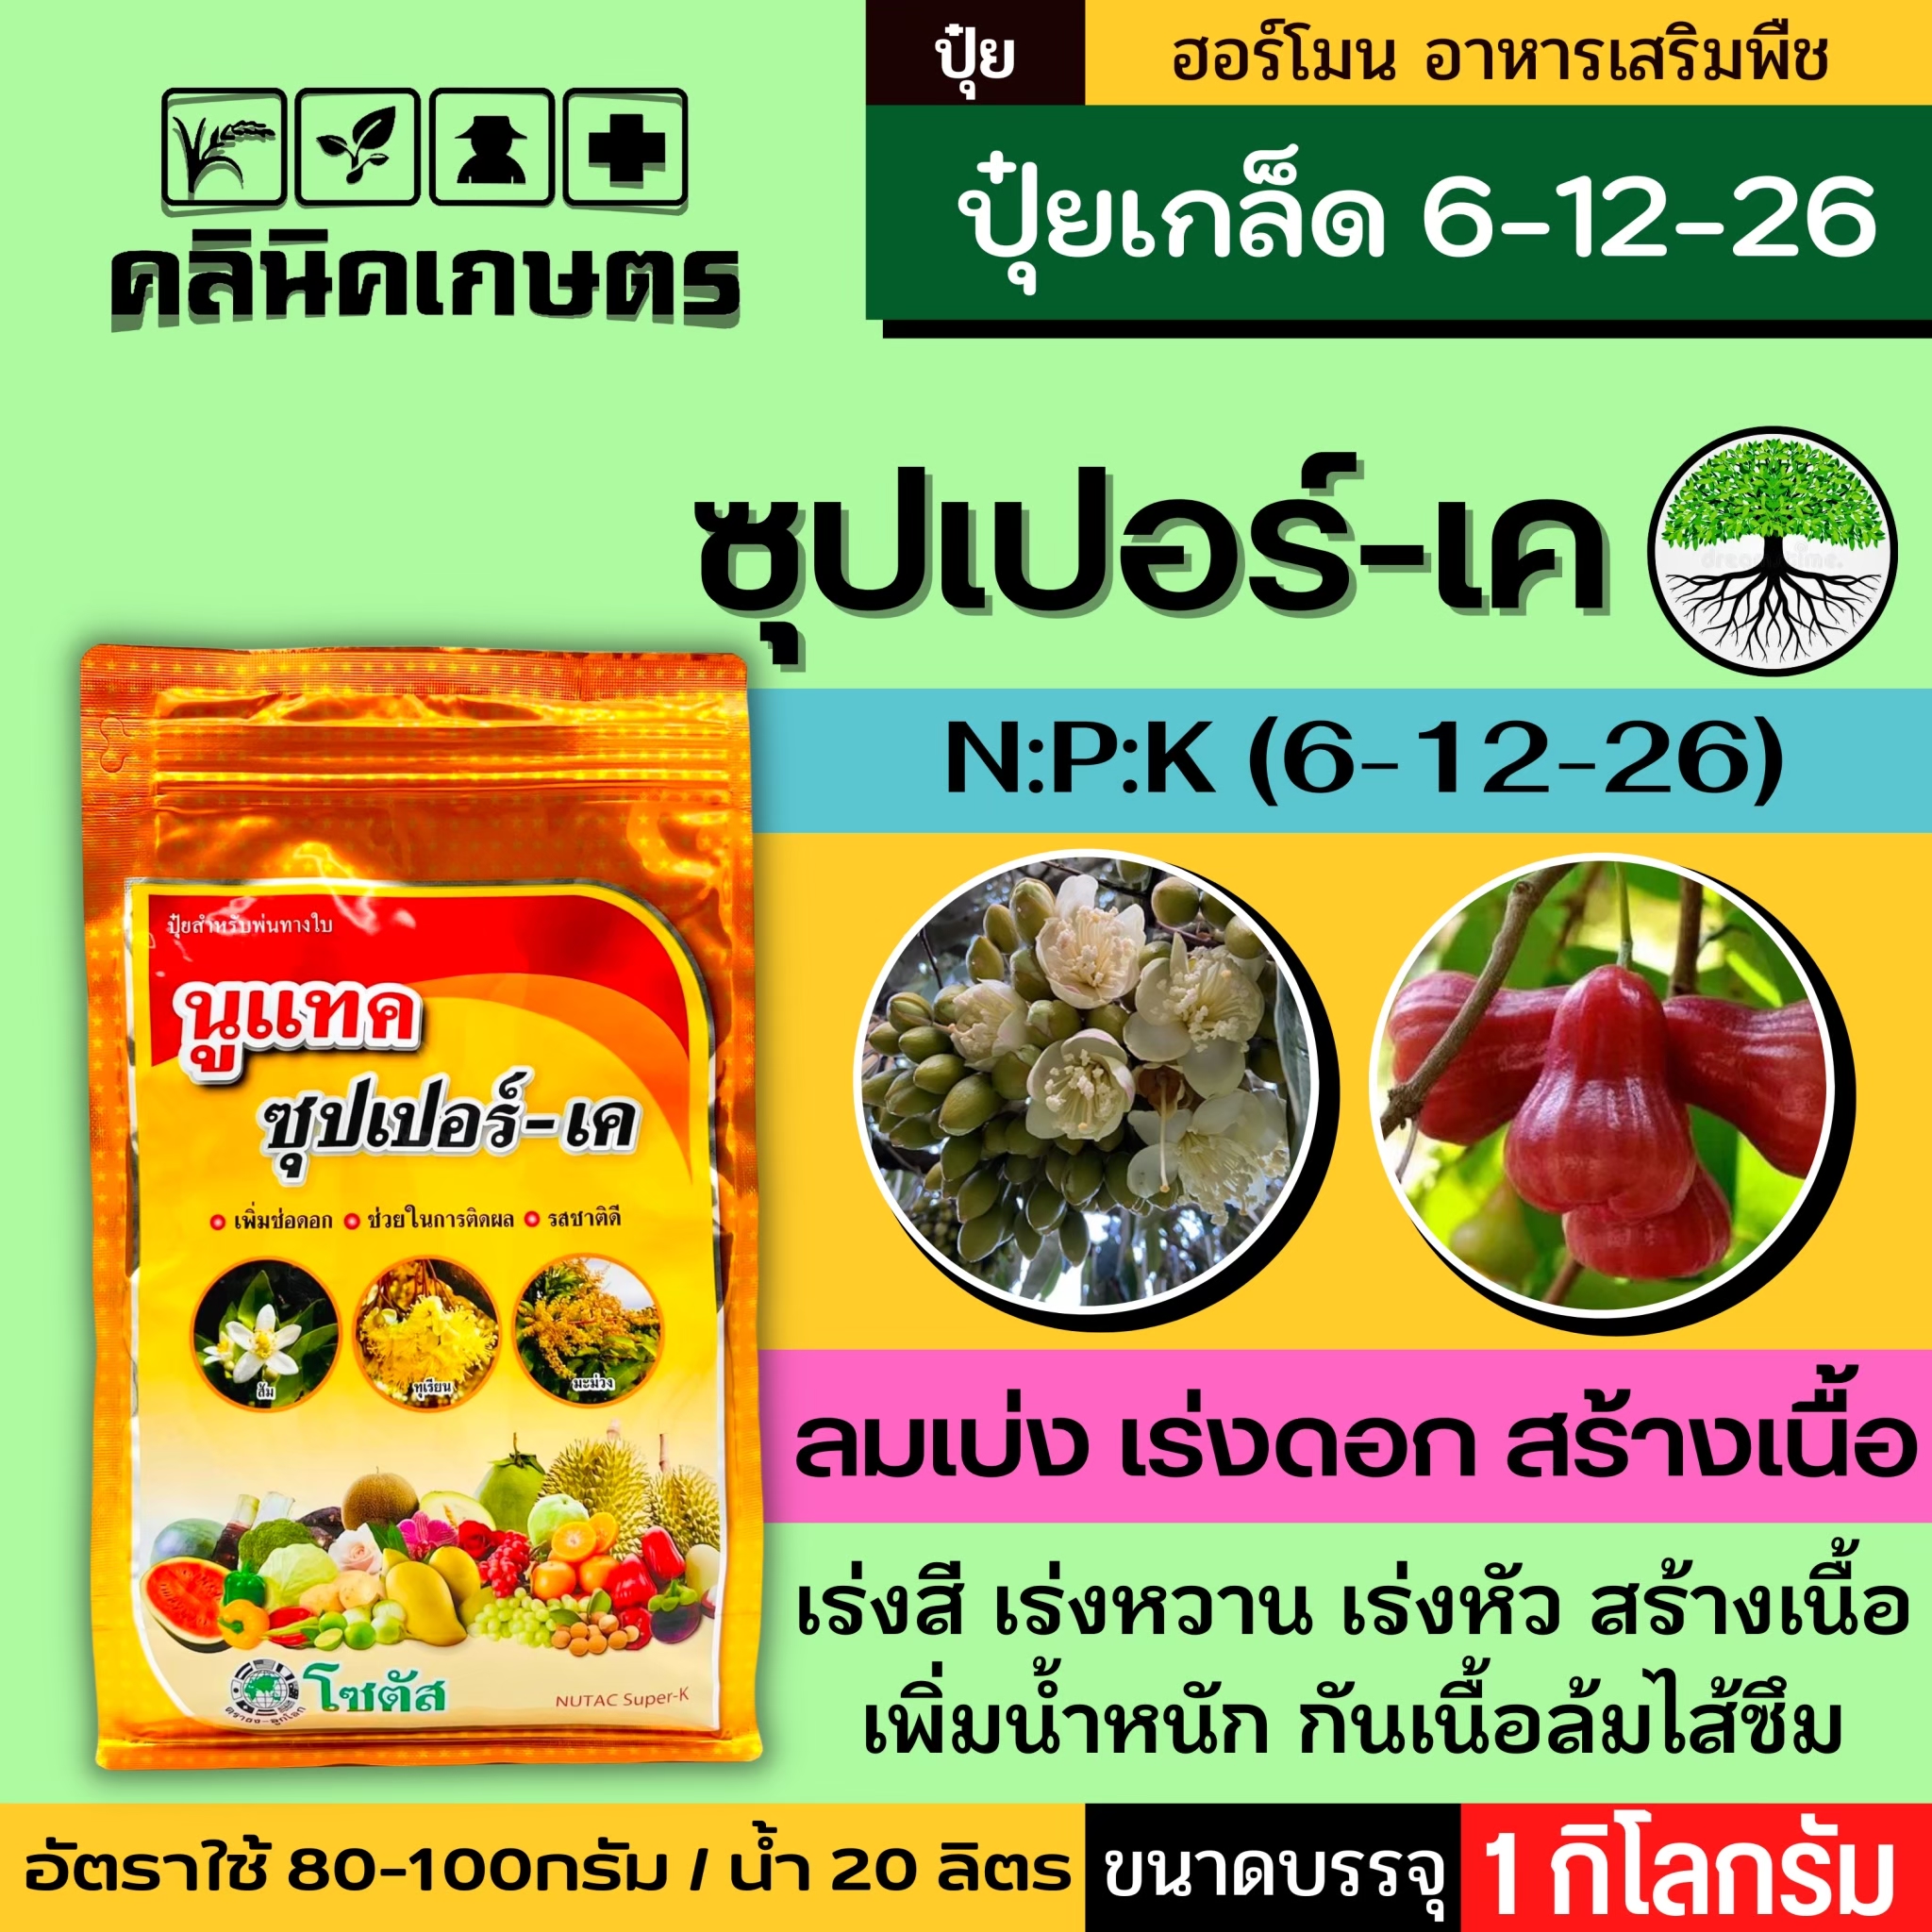 ปุ๋ย
ฮอร์โมน อาหารเสริมพืช
ปุ๋ยเกล็ด 6-12-26
คลินิคเกษตร
ซุปเปอร์-เค
N:P:K (6-12-26)
ปุ๋ยสำหรับพ่นทางใบ
นูแทค
ซุปเปอร์-เค
เพิ่มช่อดอก ช่วยในการติดผล รสชาติดี
ส้ม ทุเรียน มะม่วง
โซตัส
ตราธง-ลูกโลก
NUTAC Super-K
ลมเบ่ง เร่งดอก สร้างเนื้อ
เร่งสี เร่งหวาน เร่งหัว สร้างเนื้อ
เพิ่มน้ำหนัก กันเนื้อล้มไส้ซึม
อัตราใช้ 80-100กรัม / น้ำ 20 ลิตร
ขนาดบรรจุ
1 กิโลกรัม